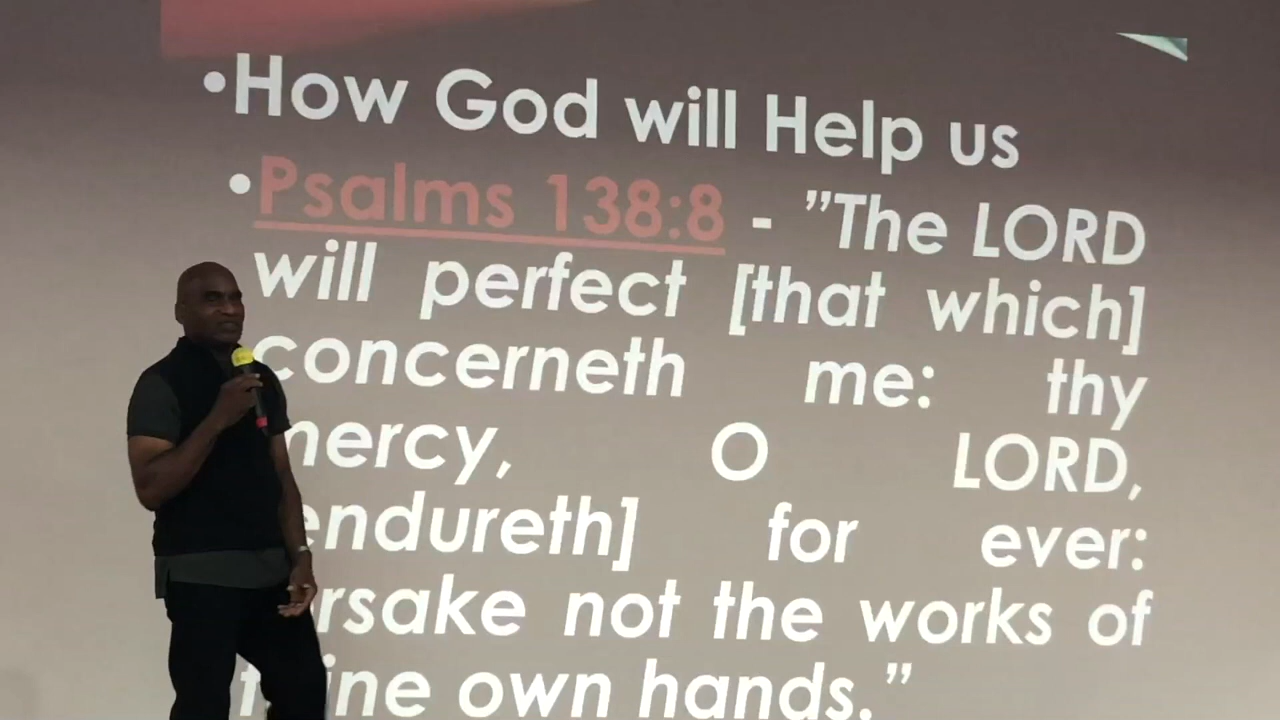 •How God will Help us
•Psalms 138:8 - ”The LORD
will perfect [that which]
concerneth me: thy
mercy, O LORD,
endureth] for ever:
rsake not the works of
own hands.”